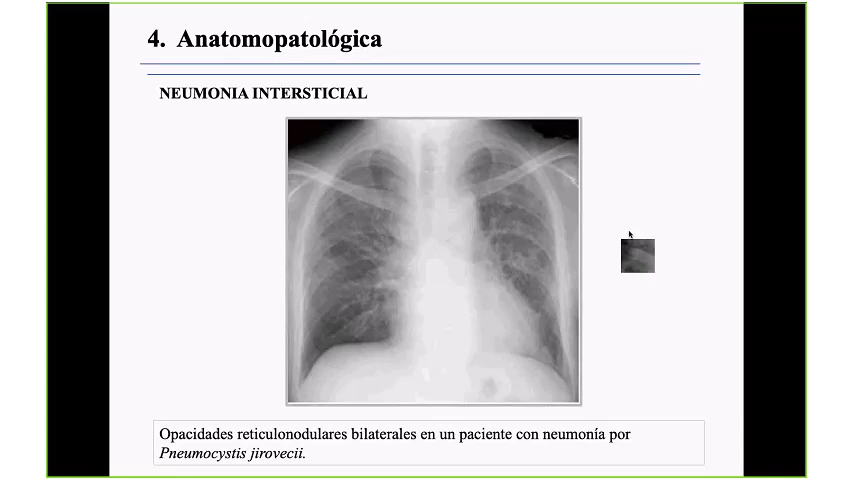 4. Anatomopatológica
NEUMONIA INTERSTICIAL
Opacidades reticulonodulares bilaterales en un paciente con neumonía por
Pneumocystis jirovecii.